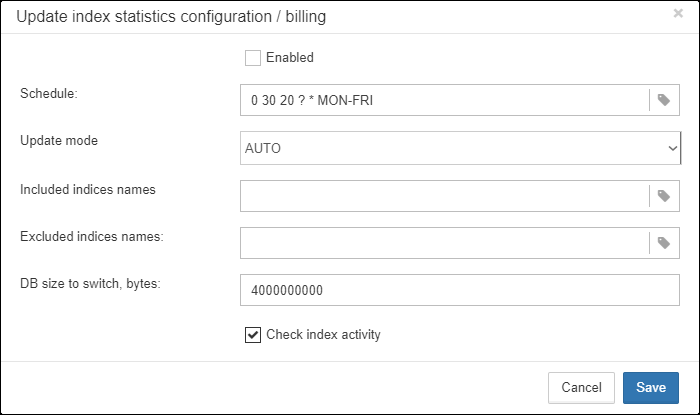 Update index statistics configuration / billing ×
Enabled
Schedule: 0 30 20 ? * MON-FRI
Update mode AUTO
Included indices names
Excluded indices names:
DB size to switch, bytes: 4000000000
Check index activity
Cancel Save